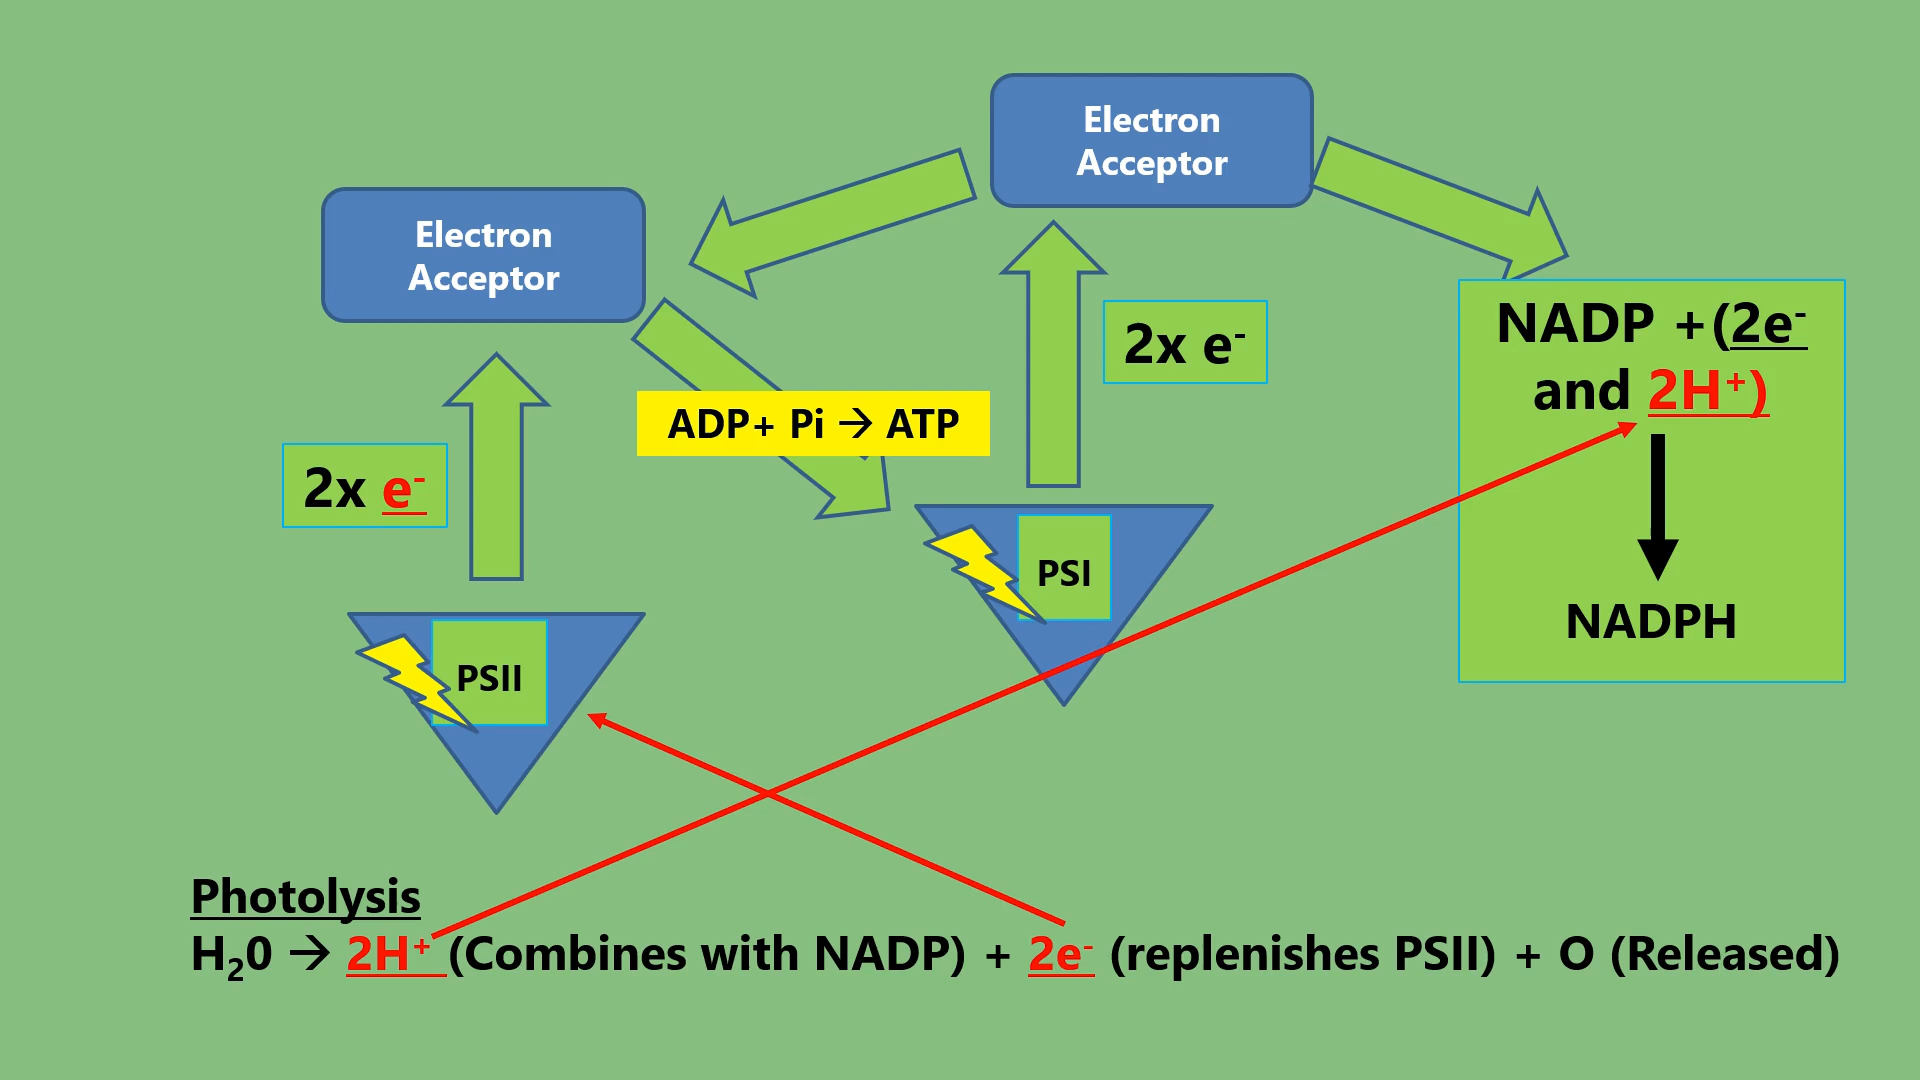 Electron
Acceptor
Electron
Acceptor
2x e⁻
ADP+ Pi → ATP
2x e⁻
NADP +(2e⁻
and 2H⁺)
NADPH
PSI
PSII
Photolysis
H₂0 → 2H⁺ (Combines with NADP) + 2e⁻ (replenishes PSII) + O (Released)